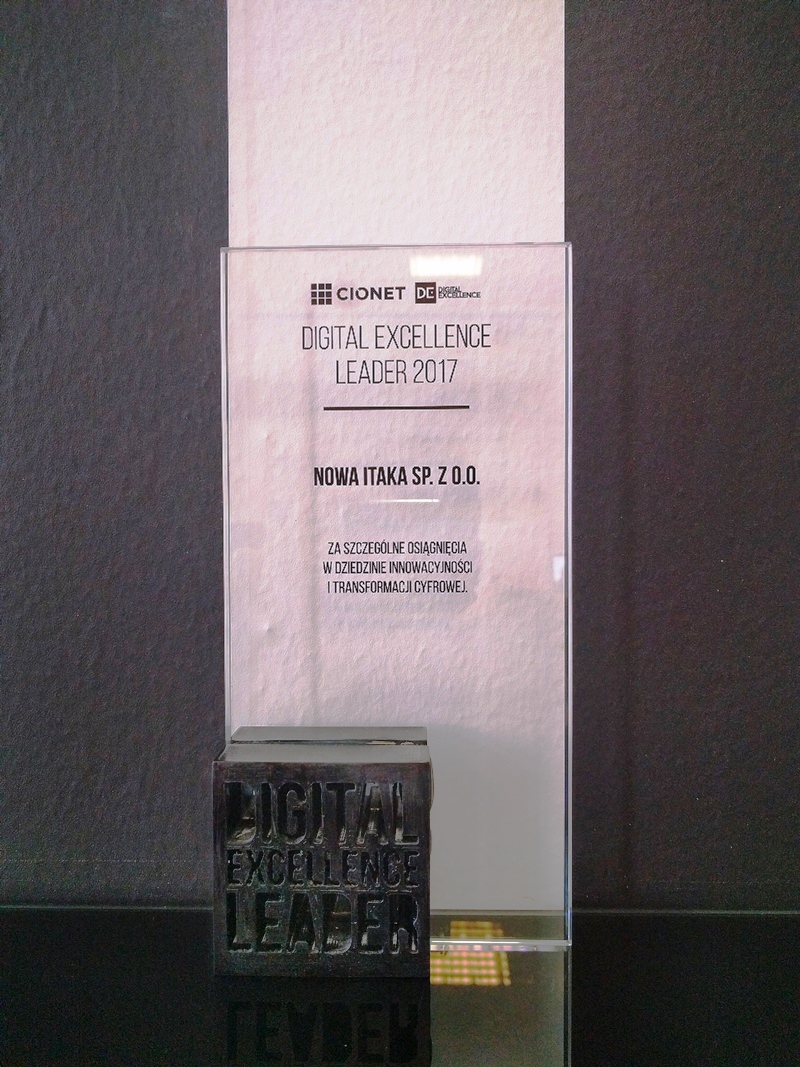 CIONET DE DIGITAL EXCELLENCE
DIGITAL EXCELLENCE
LEADER 2017
NOWA ITAKA SP. Z O.O.
ZA SZCZEGÓLNE OSIĄGNIĘCIA
W DZIEDZINIE INNOWACYJNOŚCI
I TRANSFORMACJI CYFROWEJ.
DIGITAL
EXCELLENCE
LEADER